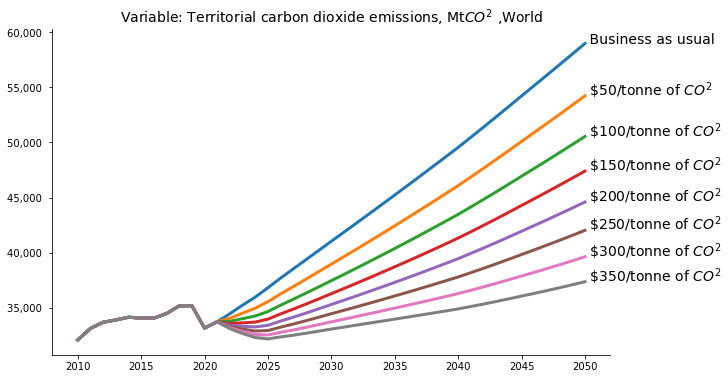 Variable: Territorial carbon dioxide emissions, MtCO² ,World
60,000
55,000
50,000
45,000
40,000
35,000
Business as usual
$50/tonne of CO²
$100/tonne of CO²
$150/tonne of CO²
$200/tonne of CO²
$250/tonne of CO²
$300/tonne of CO²
$350/tonne of CO²
2010 2015 2020 2025 2030 2035 2040 2045 2050